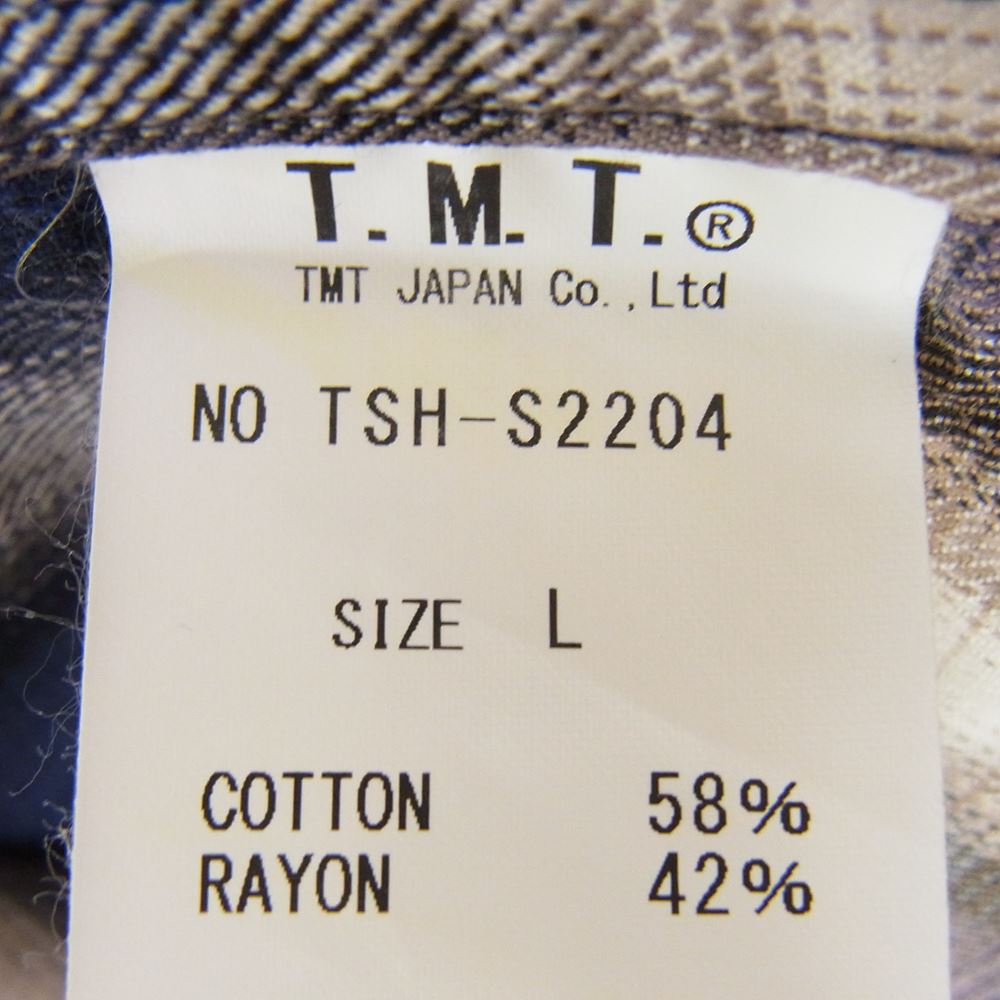 T. M. T. ®
TMT JAPAN Co. , Ltd
NO TSH-S2204
SIZE L
COTTON 58%
RAYON 42%